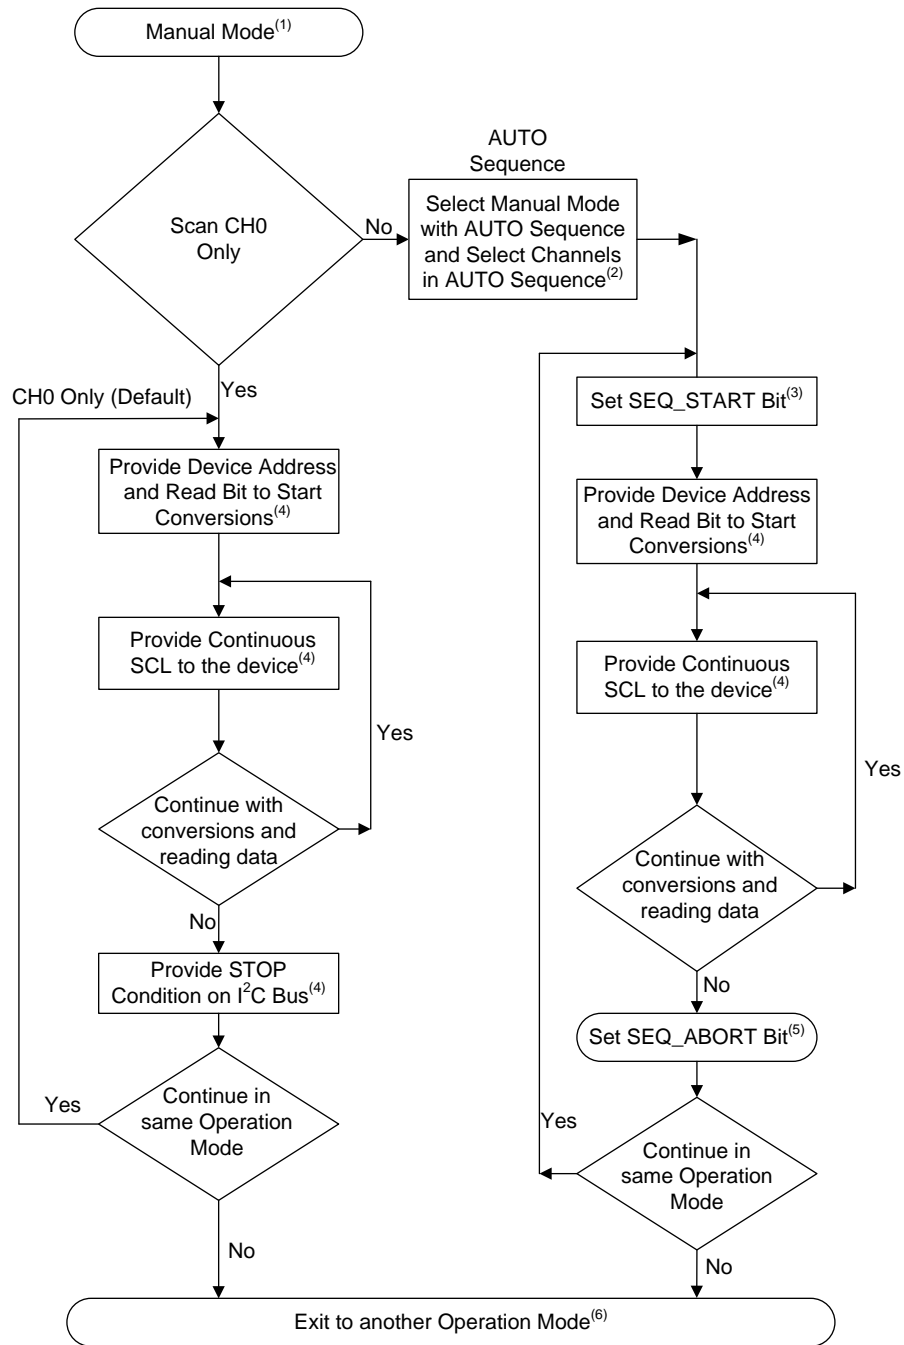 Manual Mode(1)
Scan CH0
Only
No
Yes
AUTO
Sequence
Select Manual Mode
with AUTO Sequence
and Select Channels
in AUTO Sequence(2)
CH0 Only (Default)
Provide Device Address
and Read Bit to Start
Conversions(4)
Provide Continuous
SCL to the device(4)
Yes
Continue with
conversions and
reading data
No
Provide STOP
Condition on I2C Bus(4)
Yes
Continue in
same Operation
Mode
No
Set SEQ_START Bit(3)
Provide Device Address
and Read Bit to Start
Conversions(4)
Provide Continuous
SCL to the device(4)
Yes
Continue with
conversions and
reading data
No
Set SEQ_ABORT Bit(5)
Yes
Continue in
same Operation
Mode
No
Exit to another Operation Mode(6)